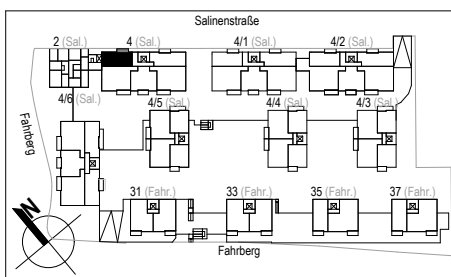 Salinenstraße
2 (Sal.) 4 (Sal.) 4/1 (Sal.) 4/2 (Sal.)
4/6 (Sal.) 4/5 (Sal.) 4/4 (Sal.) 4/3 (Sal.)
Fahrberg
31 (Fahr.) 33 (Fahr.) 35 (Fahr.) 37 (Fahr.)
N
Fahrberg